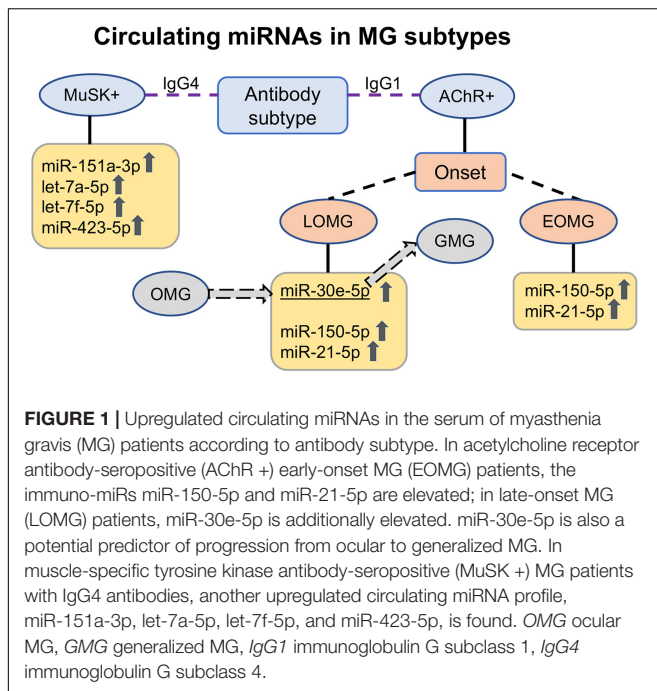 Circulating miRNAs in MG subtypes
MuSK+
IgG4
Antibody
subtype
IgG1
AChR+
miR-151a-3p
let-7a-5p
let-7f-5p
miR-423-5p
Onset
LOMG
GMG
EOMG
OMG
miR-30e-5p
miR-150-5p
miR-21-5p
miR-150-5p
miR-21-5p
FIGURE 1 | Upregulated circulating miRNAs in the serum of myasthenia
gravis (MG) patients according to antibody subtype. In acetylcholine receptor
antibody-seropositive (AChR +) early-onset MG (EOMG) patients, the
immuno-miRs miR-150-5p and miR-21-5p are elevated; in late-onset MG
(LOMG) patients, miR-30e-5p is additionally elevated. miR-30e-5p is also a
potential predictor of progression from ocular to generalized MG. In
muscle-specific tyrosine kinase antibody-seropositive (MuSK +) MG patients
with IgG4 antibodies, another upregulated circulating miRNA profile,
miR-151a-3p, let-7a-5p, let-7f-5p, and miR-423-5p, is found. OMG ocular
MG, GMG generalized MG, IgG1 immunoglobulin G subclass 1, IgG4
immunoglobulin G subclass 4.